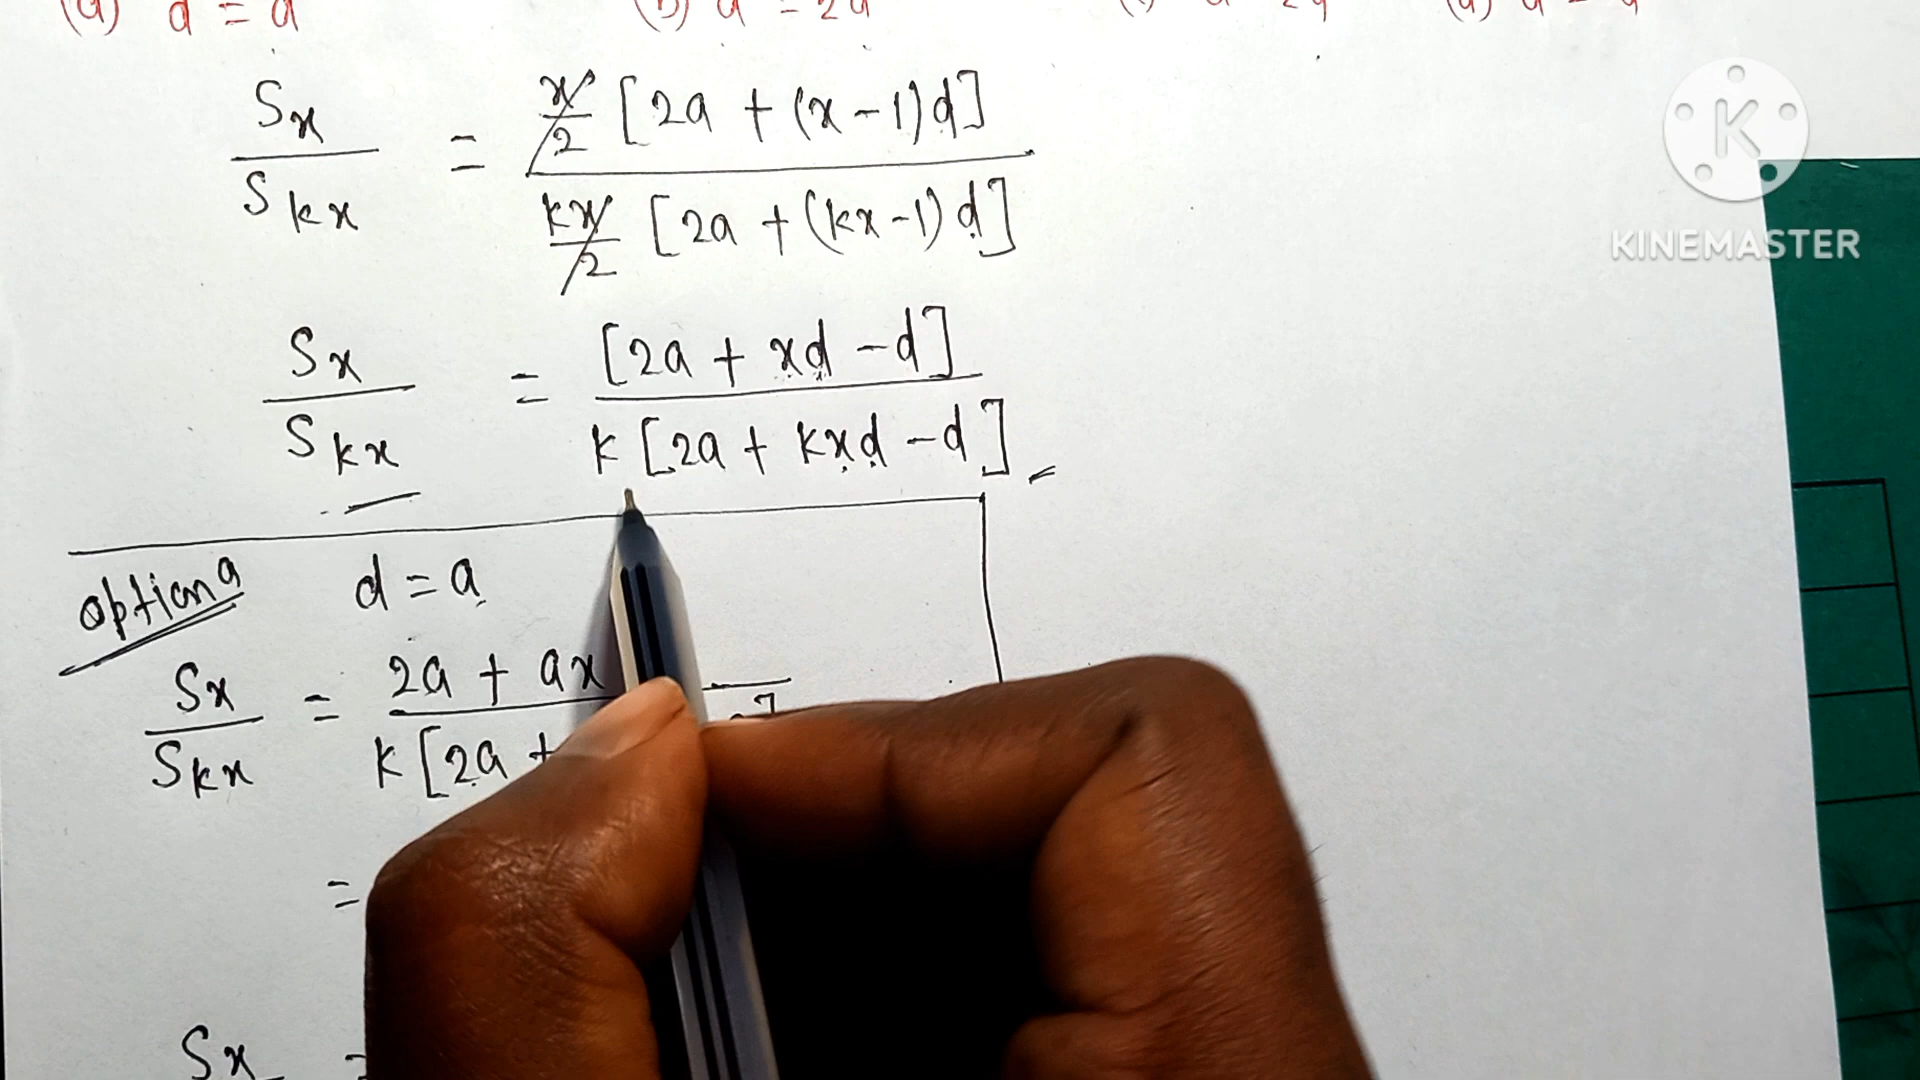 (a) d = a (b) d = 2a
Sx / Skx = x/2 [2a + (x - 1)d] / kx/2 [2a + (kx - 1)d]
KINEMASTER
Sx / Skx = [2a + xd - d] / k [2a + kxd - d]
option a d = a
Sx / Skx = 2a + ax / k [2a +
=
Sx =